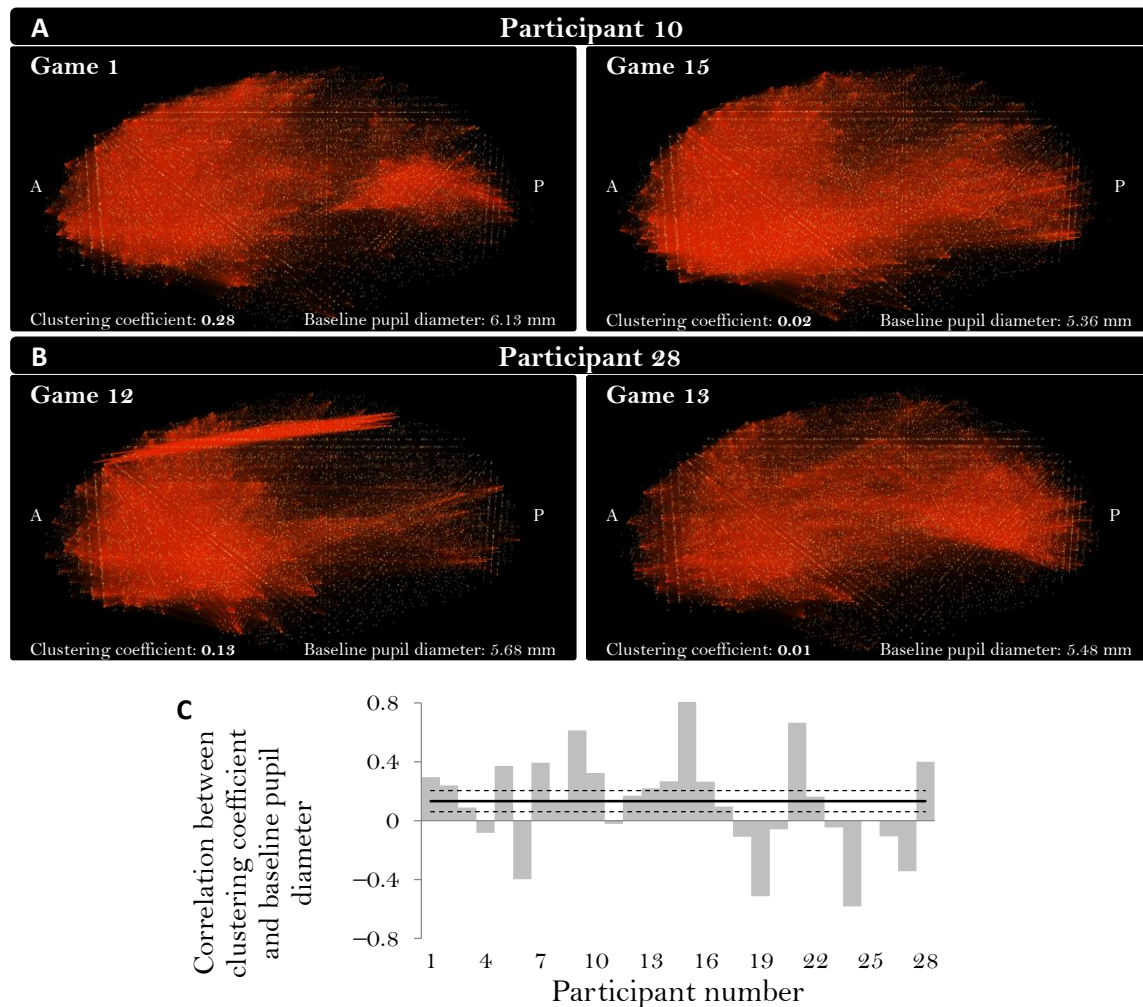 A
Participant 10
Game 1
Game 15
A
P
A
P
Clustering coefficient: 0.28
Baseline pupil diameter: 6.13 mm
Clustering coefficient: 0.02
Baseline pupil diameter: 5.36 mm
B
Participant 28
Game 12
Game 13
A
P
A
P
Clustering coefficient: 0.13
Baseline pupil diameter: 5.68 mm
Clustering coefficient: 0.01
Baseline pupil diameter: 5.48 mm
C
Correlation between
clustering coefficient
and baseline pupil
diameter
0.8
0.4
0
−0.4
−0.8
1 4 7 10 13 16 19 22 25 28
Participant number